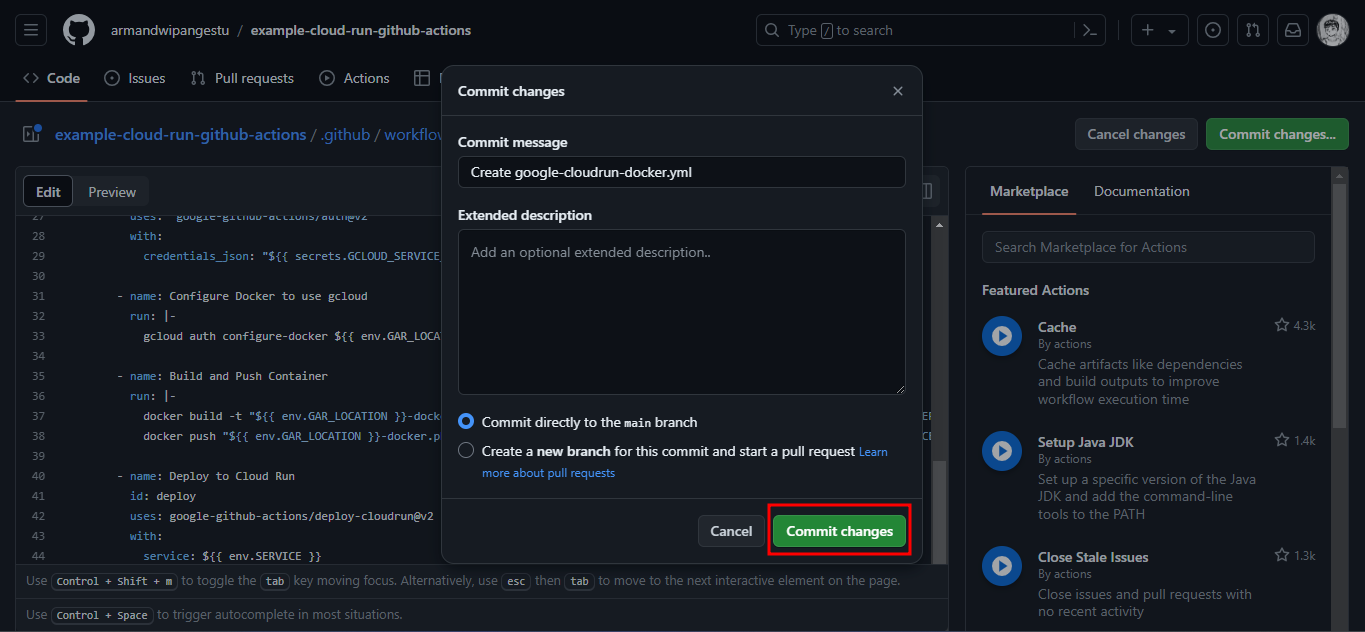 armandwipangestu / example-cloud-run-github-actions
Type / to search
Code
Issues
Pull requests
Actions
example-cloud-run-github-actions / .github / workflow
Cancel changes
Commit changes...
Edit
Preview
27 uses: google-github-actions/auth@v2
28 with:
29 credentials_json: "${{ secrets.GCLOUD_SERVICE_
30
31 - name: Configure Docker to use gcloud
32 run: |-
33 gcloud auth configure-docker ${{ env.GAR_LOCA
34
35 - name: Build and Push Container
36 run: |-
37 docker build -t "${{ env.GAR_LOCATION }}-dock
38 docker push "${{ env.GAR_LOCATION }}-docker.p
39
40 - name: Deploy to Cloud Run
41 id: deploy
42 uses: google-github-actions/deploy-cloudrun@v2
43 with:
44 service: ${{ env.SERVICE }}
Use Control + Shift + m to toggle the tab key moving focus. Alternatively, use esc then tab to move to the next interactive element on the page.
Use Control + Space to trigger autocomplete in most situations.
Commit changes
Commit message
Create google-cloudrun-docker.yml
Extended description
Add an optional extended description..
Commit directly to the main branch
Create a new branch for this commit and start a pull request Learn
more about pull requests
Cancel
Commit changes
Marketplace
Documentation
Search Marketplace for Actions
Featured Actions
Cache
4.3k
By actions
Cache artifacts like dependencies
and build outputs to improve
workflow execution time
Setup Java JDK
1.4k
By actions
Set up a specific version of the Java
JDK and add the command-line
tools to the PATH
Close Stale Issues
1.3k
By actions
Close issues and pull requests with
no recent activity